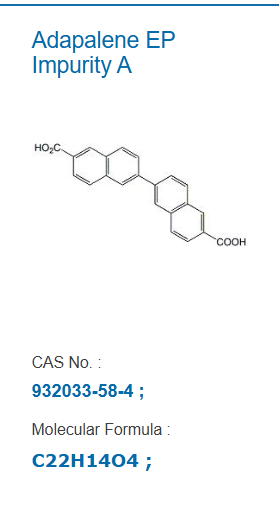 Adapalene EP
Impurity A
HO₂C
COOH
CAS No. :
932033-58-4 ;
Molecular Formula :
C22H14O4 ;